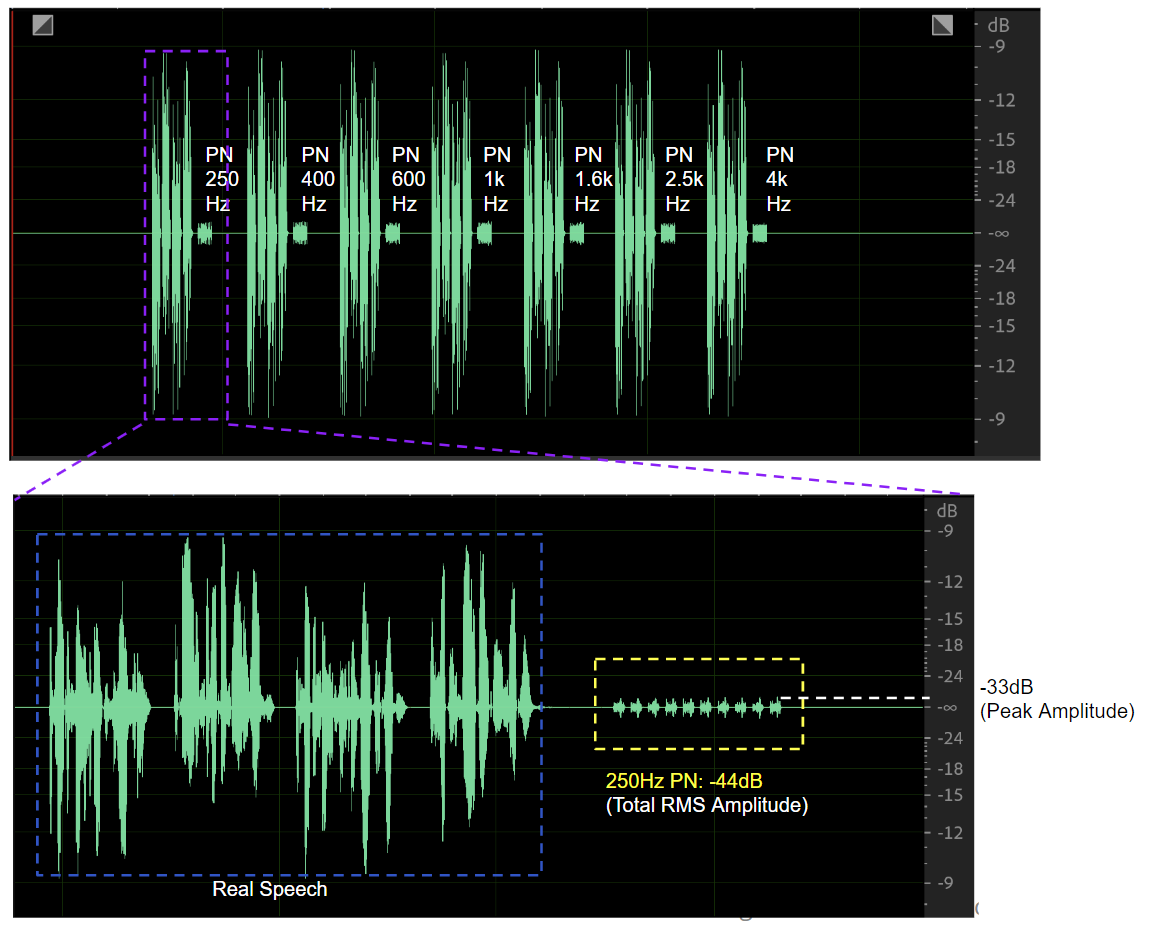 dB
-9
-12
-15
-18
-24
-∞
-24
-18
-15
-12
-9
PN
250
Hz
PN
400
Hz
PN
600
Hz
PN
1k
Hz
PN
1.6k
Hz
PN
2.5k
Hz
PN
4k
Hz
dB
-9
-12
-15
-18
-24
-∞
-24
-18
-15
-12
-9
-33dB
(Peak Amplitude)
250Hz PN: -44dB
(Total RMS Amplitude)
Real Speech